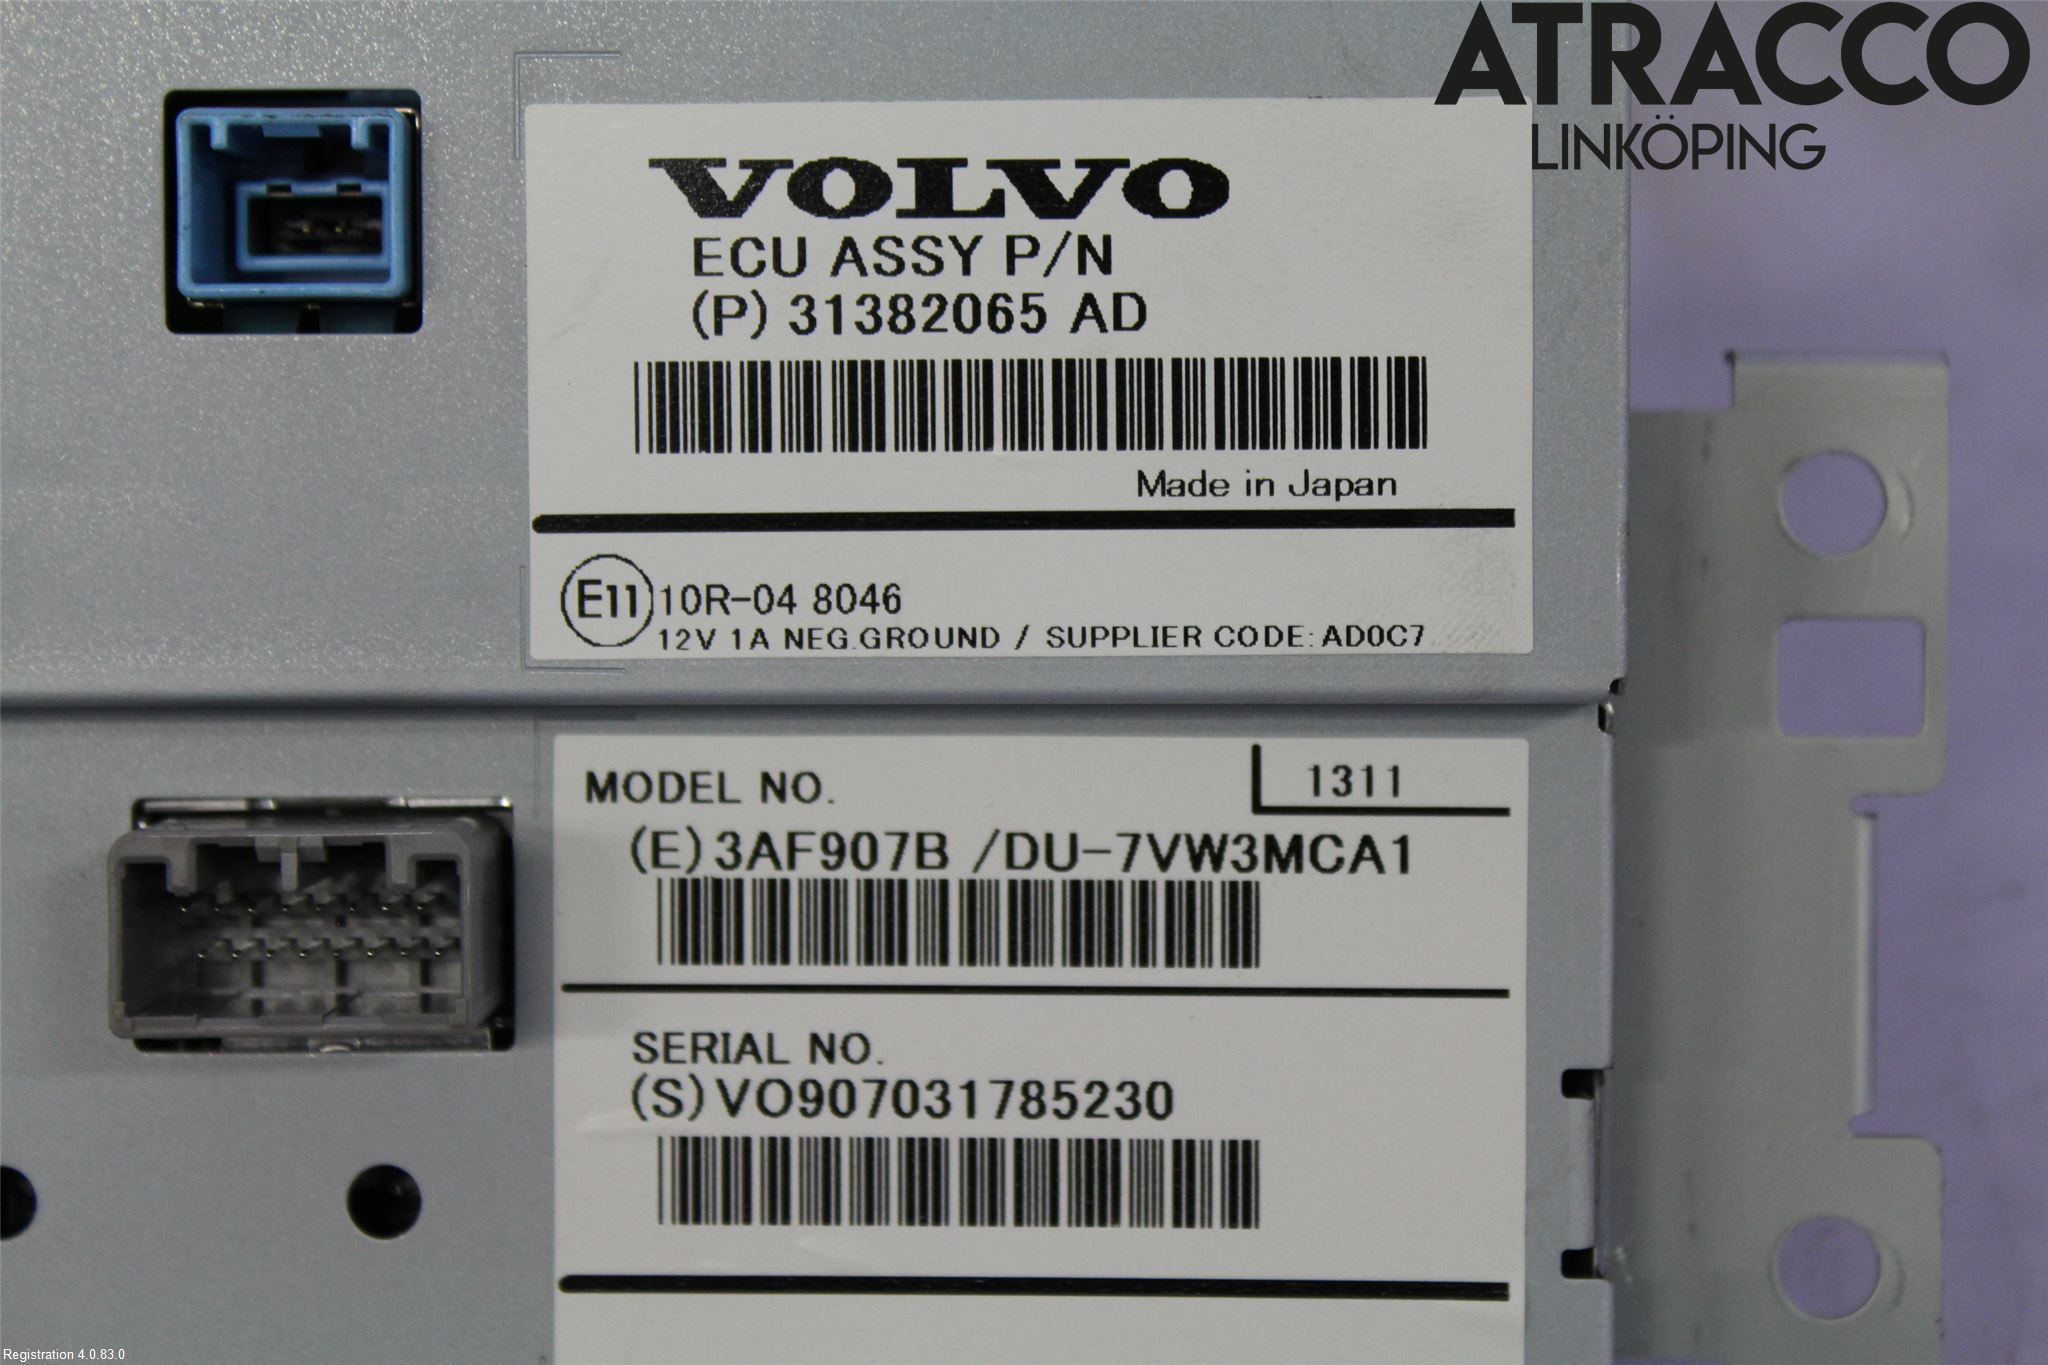 ATRACCO
LINKÖPING
VOLVO
ECU ASSY P/N
(P) 31382065 AD
Made in Japan
E11 10R-04 8046
12V 1A NEG.GROUND / SUPPLIER CODE: AD0C7
MODEL NO.
1311
(E) 3AF907B /DU-7VW3MCA1
SERIAL NO.
(S) VO907031785230
Registration 4.0.83.0